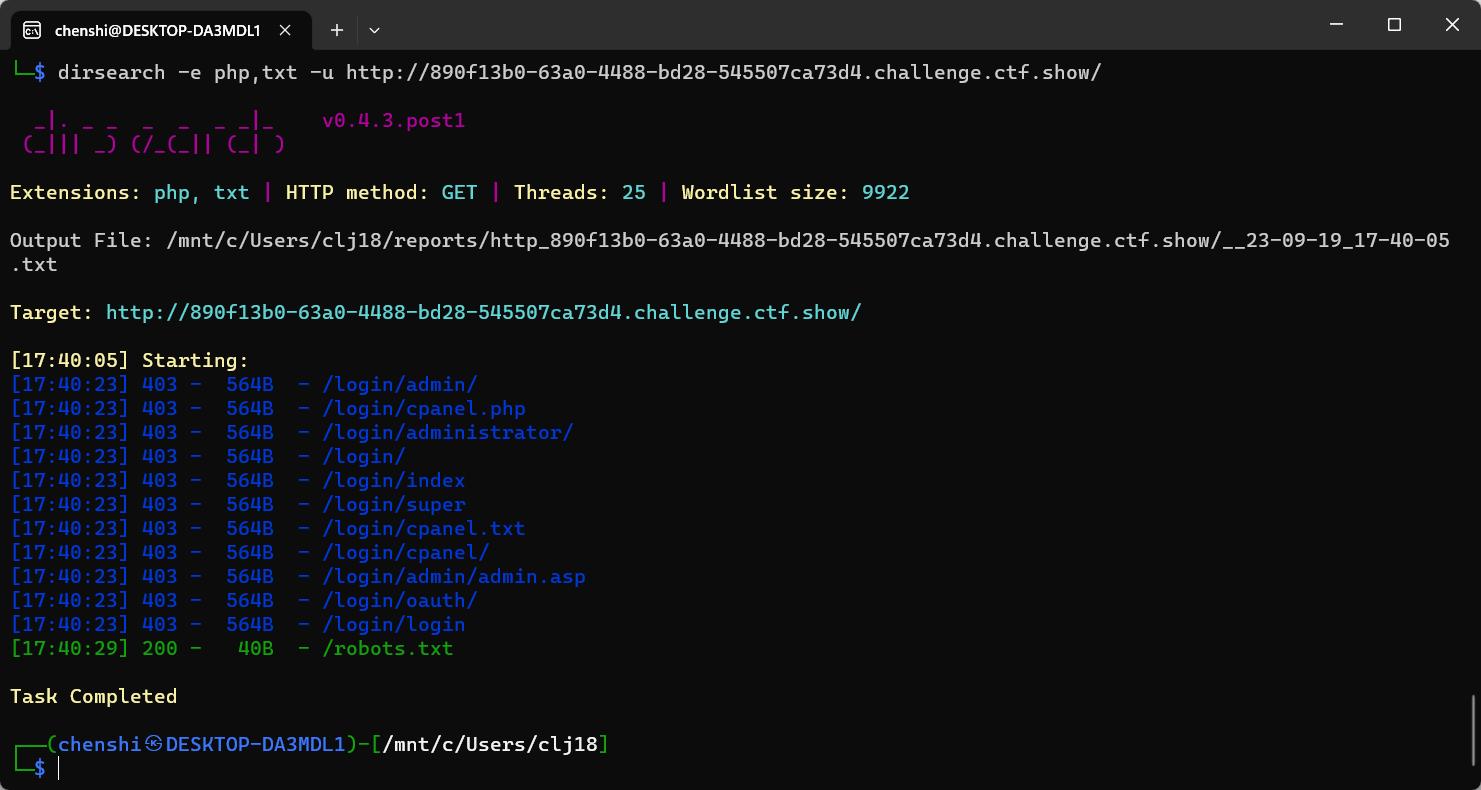 chenshi@DESKTOP-DA3MDL1
└─$ dirsearch -e php,txt -u http://890f13b0-63a0-4488-bd28-545507ca73d4.challenge.ctf.show/
  _|. _ _  _  _  _ _|_    v0.4.3.post1
 (_||| _) (/_(_|| (_| )
Extensions: php, txt | HTTP method: GET | Threads: 25 | Wordlist size: 9922
Output File: /mnt/c/Users/clj18/reports/http_890f13b0-63a0-4488-bd28-545507ca73d4.challenge.ctf.show/__23-09-19_17-40-05
.txt
Target: http://890f13b0-63a0-4488-bd28-545507ca73d4.challenge.ctf.show/
[17:40:05] Starting:
[17:40:23] 403 -  564B  - /login/admin/
[17:40:23] 403 -  564B  - /login/cpanel.php
[17:40:23] 403 -  564B  - /login/administrator/
[17:40:23] 403 -  564B  - /login/
[17:40:23] 403 -  564B  - /login/index
[17:40:23] 403 -  564B  - /login/super
[17:40:23] 403 -  564B  - /login/cpanel.txt
[17:40:23] 403 -  564B  - /login/cpanel/
[17:40:23] 403 -  564B  - /login/admin/admin.asp
[17:40:23] 403 -  564B  - /login/oauth/
[17:40:23] 403 -  564B  - /login/login
[17:40:29] 200 -   40B  - /robots.txt
Task Completed
┌──(chenshi㉿DESKTOP-DA3MDL1)-[/mnt/c/Users/clj18]
└─$